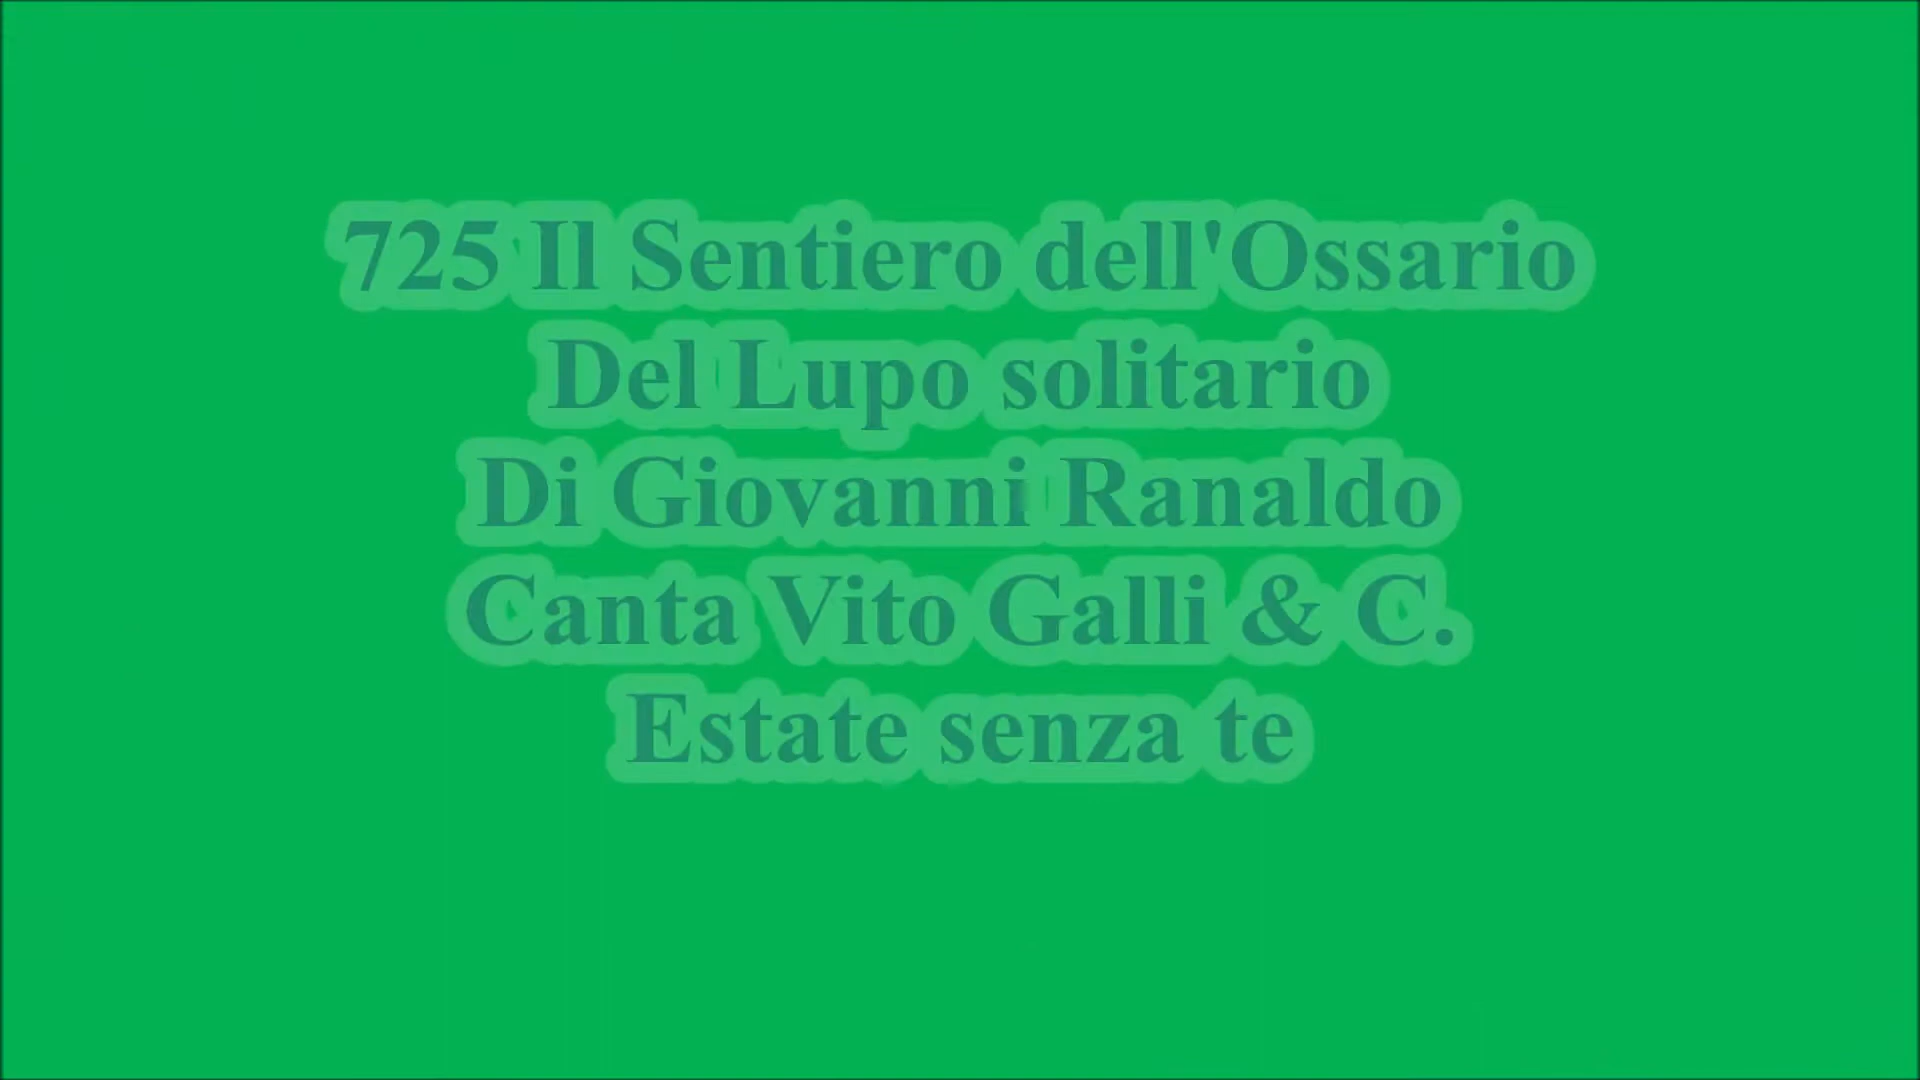 725 Il Sentiero dell'Ossario
Del Lupo solitario
Di Giovanni Ranaldo
Canta Vito Galli & C.
Estate senza te